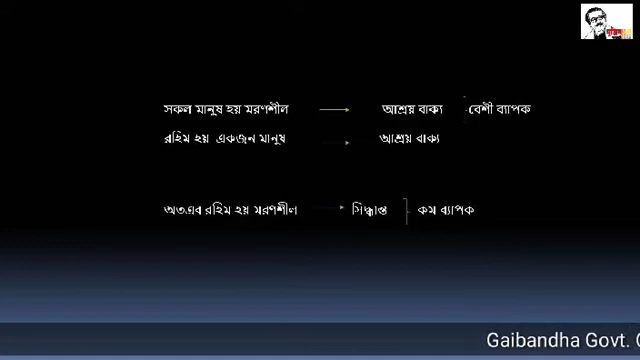 সকল মানুষ হয় মরণশীল → আশ্রয় বাক্য বেশী ব্যাপক
রহিম হয় একজন মানুষ → আশ্রয় বাক্য
অতএব রহিম হয় মরণশীল → সিদ্ধান্ত কম ব্যাপক
Gaibandha Govt.